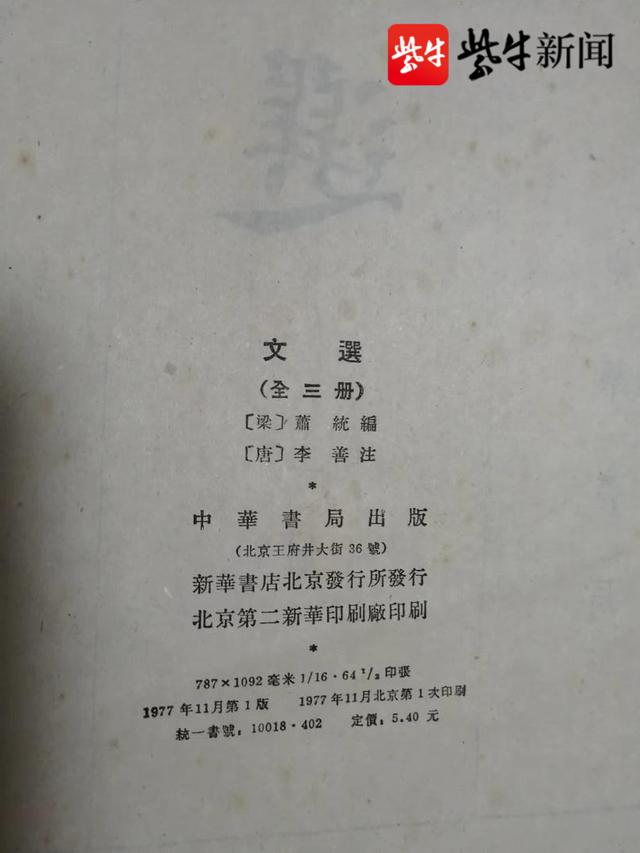 紫牛 紫牛新闻
選
文 選
(全三册)
〔梁〕蕭 統編
〔唐〕李 善注
*
中華書局出版
(北京王府井大街36號)
新華書店北京發行所發行
北京第二新華印刷廠印刷
*
787×1092毫米1/16·64 1/2印張
1977年11月第1版 1977年11月北京第1次印刷
統一書號：10018·402 定價：5.40元